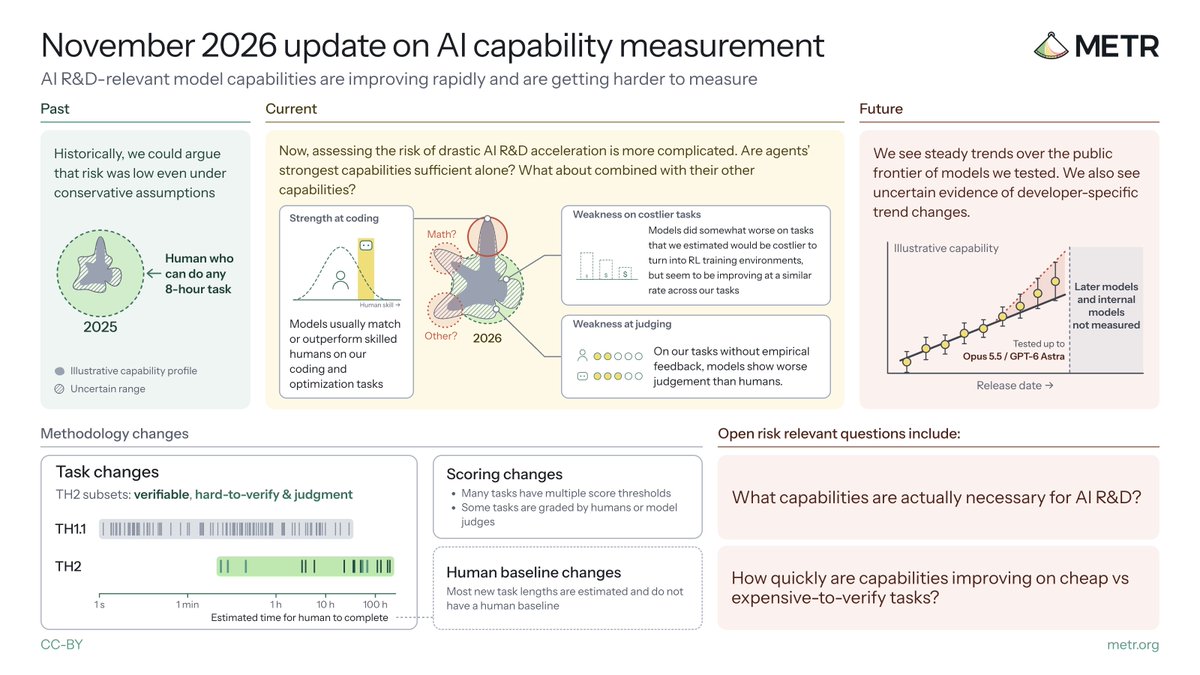 November 2026 update on AI capability measurement
METR
AI R&D-relevant model capabilities are improving rapidly and are getting harder to measure
Past
Historically, we could argue
that risk was low even under
conservative assumptions
Human who
can do any
8-hour task
2025
Illustrative capability profile
Uncertain range
Current
Now, assessing the risk of drastic AI R&D acceleration is more complicated. Are agents'
strongest capabilities sufficient alone? What about combined with their other
capabilities?
Strength at coding
Human skill →
Models usually match
or outperform skilled
humans on our
coding and
optimization tasks
Math?
Other?
2026
Weakness on costlier tasks
$
$
$
Models did somewhat worse on tasks
that we estimated would be costlier to
turn into RL training environments,
but seem to be improving at a similar
rate across our tasks
Weakness at judging
On our tasks without empirical
feedback, models show worse
judgement than humans.
Future
We see steady trends over the public
frontier of models we tested. We also see
uncertain evidence of developer-specific
trend changes.
Illustrative capability
Later models
and internal
models
not measured
Tested up to
Opus 5.5 / GPT-6 Astra
Release date →
Methodology changes
Task changes
TH2 subsets: verifiable, hard-to-verify & judgment
TH1.1
TH2
1 s
1 min
1 h
10 h
100 h
Estimated time for human to complete
Scoring changes
• Many tasks have multiple score thresholds
• Some tasks are graded by humans or model
judges
Human baseline changes
Most new task lengths are estimated and do not
have a human baseline
Open risk relevant questions include:
What capabilities are actually necessary for AI R&D?
How quickly are capabilities improving on cheap vs
expensive-to-verify tasks?
CC-BY
metr.org